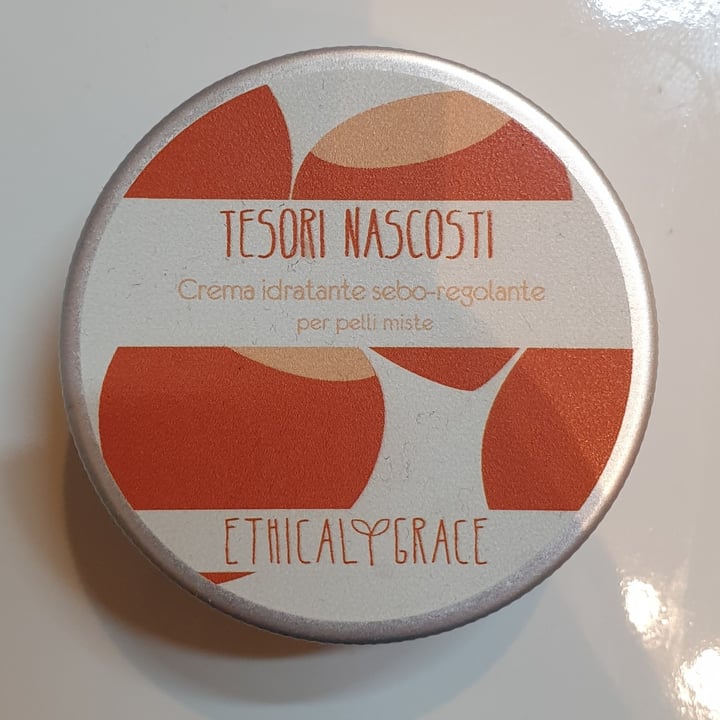 TESORI NASCOSTI
Crema idratante sebo-regolante
per pelli miste
ETHICAL GRACE